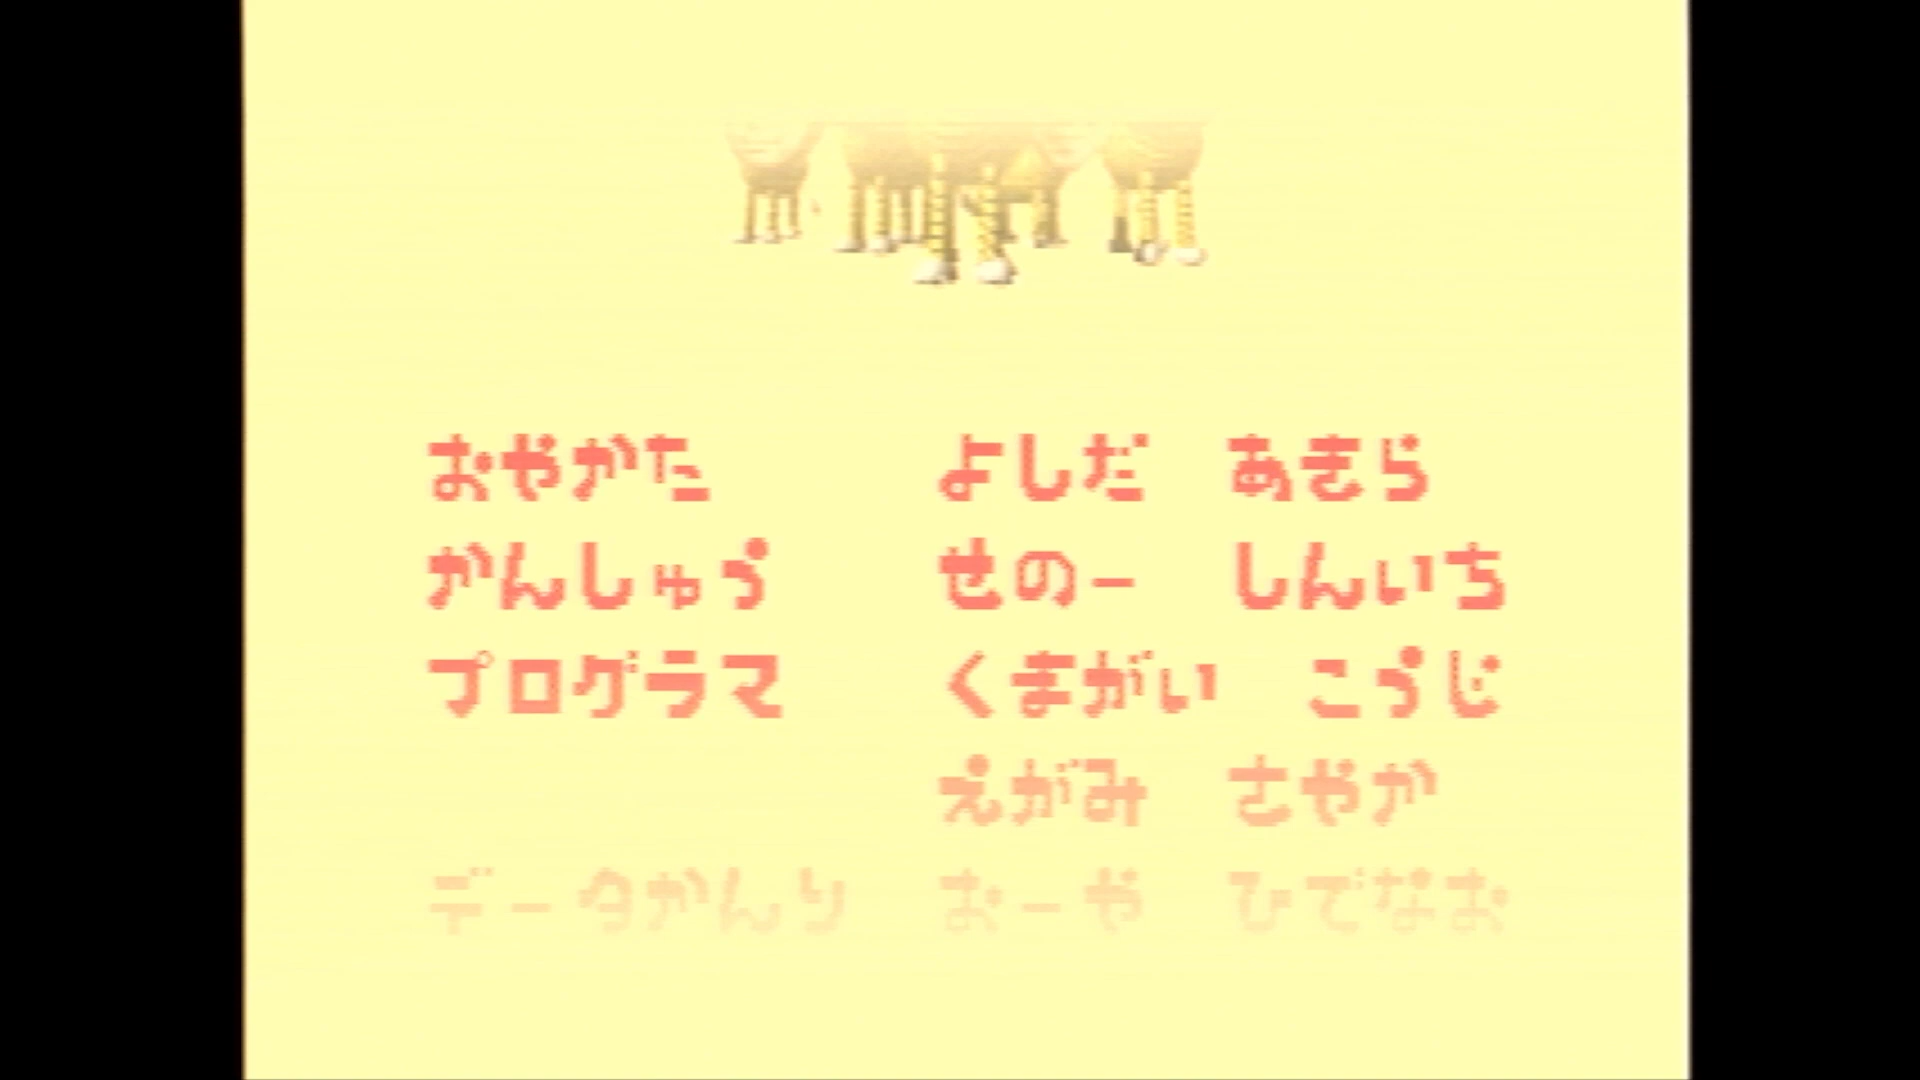 おやかた よしだ あきら
かんしゅう せのー しんいち
プログラマ くまがい こうじ
えがみ さやか
データかんり おーや ひでなお